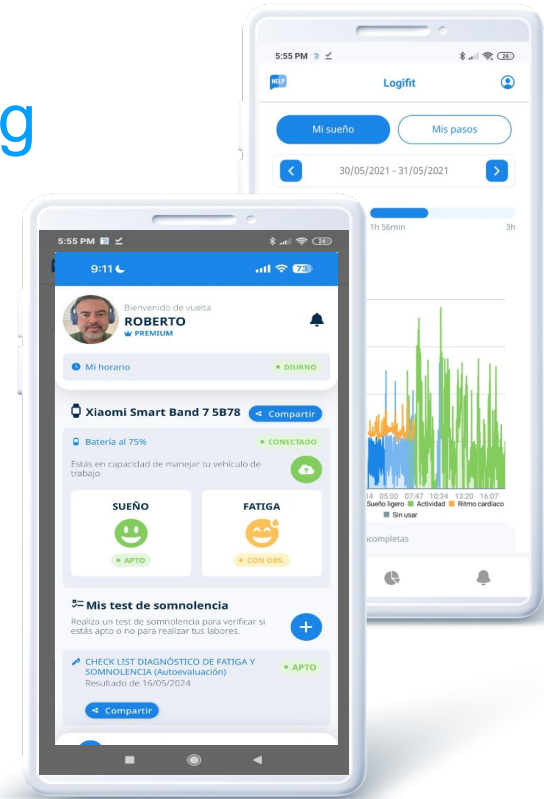 g
5:55 PM
24
HELP
Logifit
Mi sueño
Mis pasos
30/05/2021 - 31/05/2021
1h 56min
3h
14 05:00 07:47 10:34 13:20 16:07
Sueño ligero Actividad Ritmo cardíaco
Sin usar
ncompletas
5:55 PM
24
9:11
73
Bienvenido de vuelta
ROBERTO
PREMIUM
Mi horario
DIURNO
Xiaomi Smart Band 7 5B78
Compartir
Batería al 75%
CONECTADO
Estás en capacidad de manejar tu vehículo de
trabajo.
SUEÑO
FATIGA
APTO
CON OBS.
Mis test de somnolencia
Realiza un test de somnolencia para verificar si
estás apto o no para realizar tus labores.
CHECK LIST DIAGNÓSTICO DE FATIGA Y
SOMNOLENCIA (Autoevaluación)
APTO
Resultado de 16/05/2024
Compartir